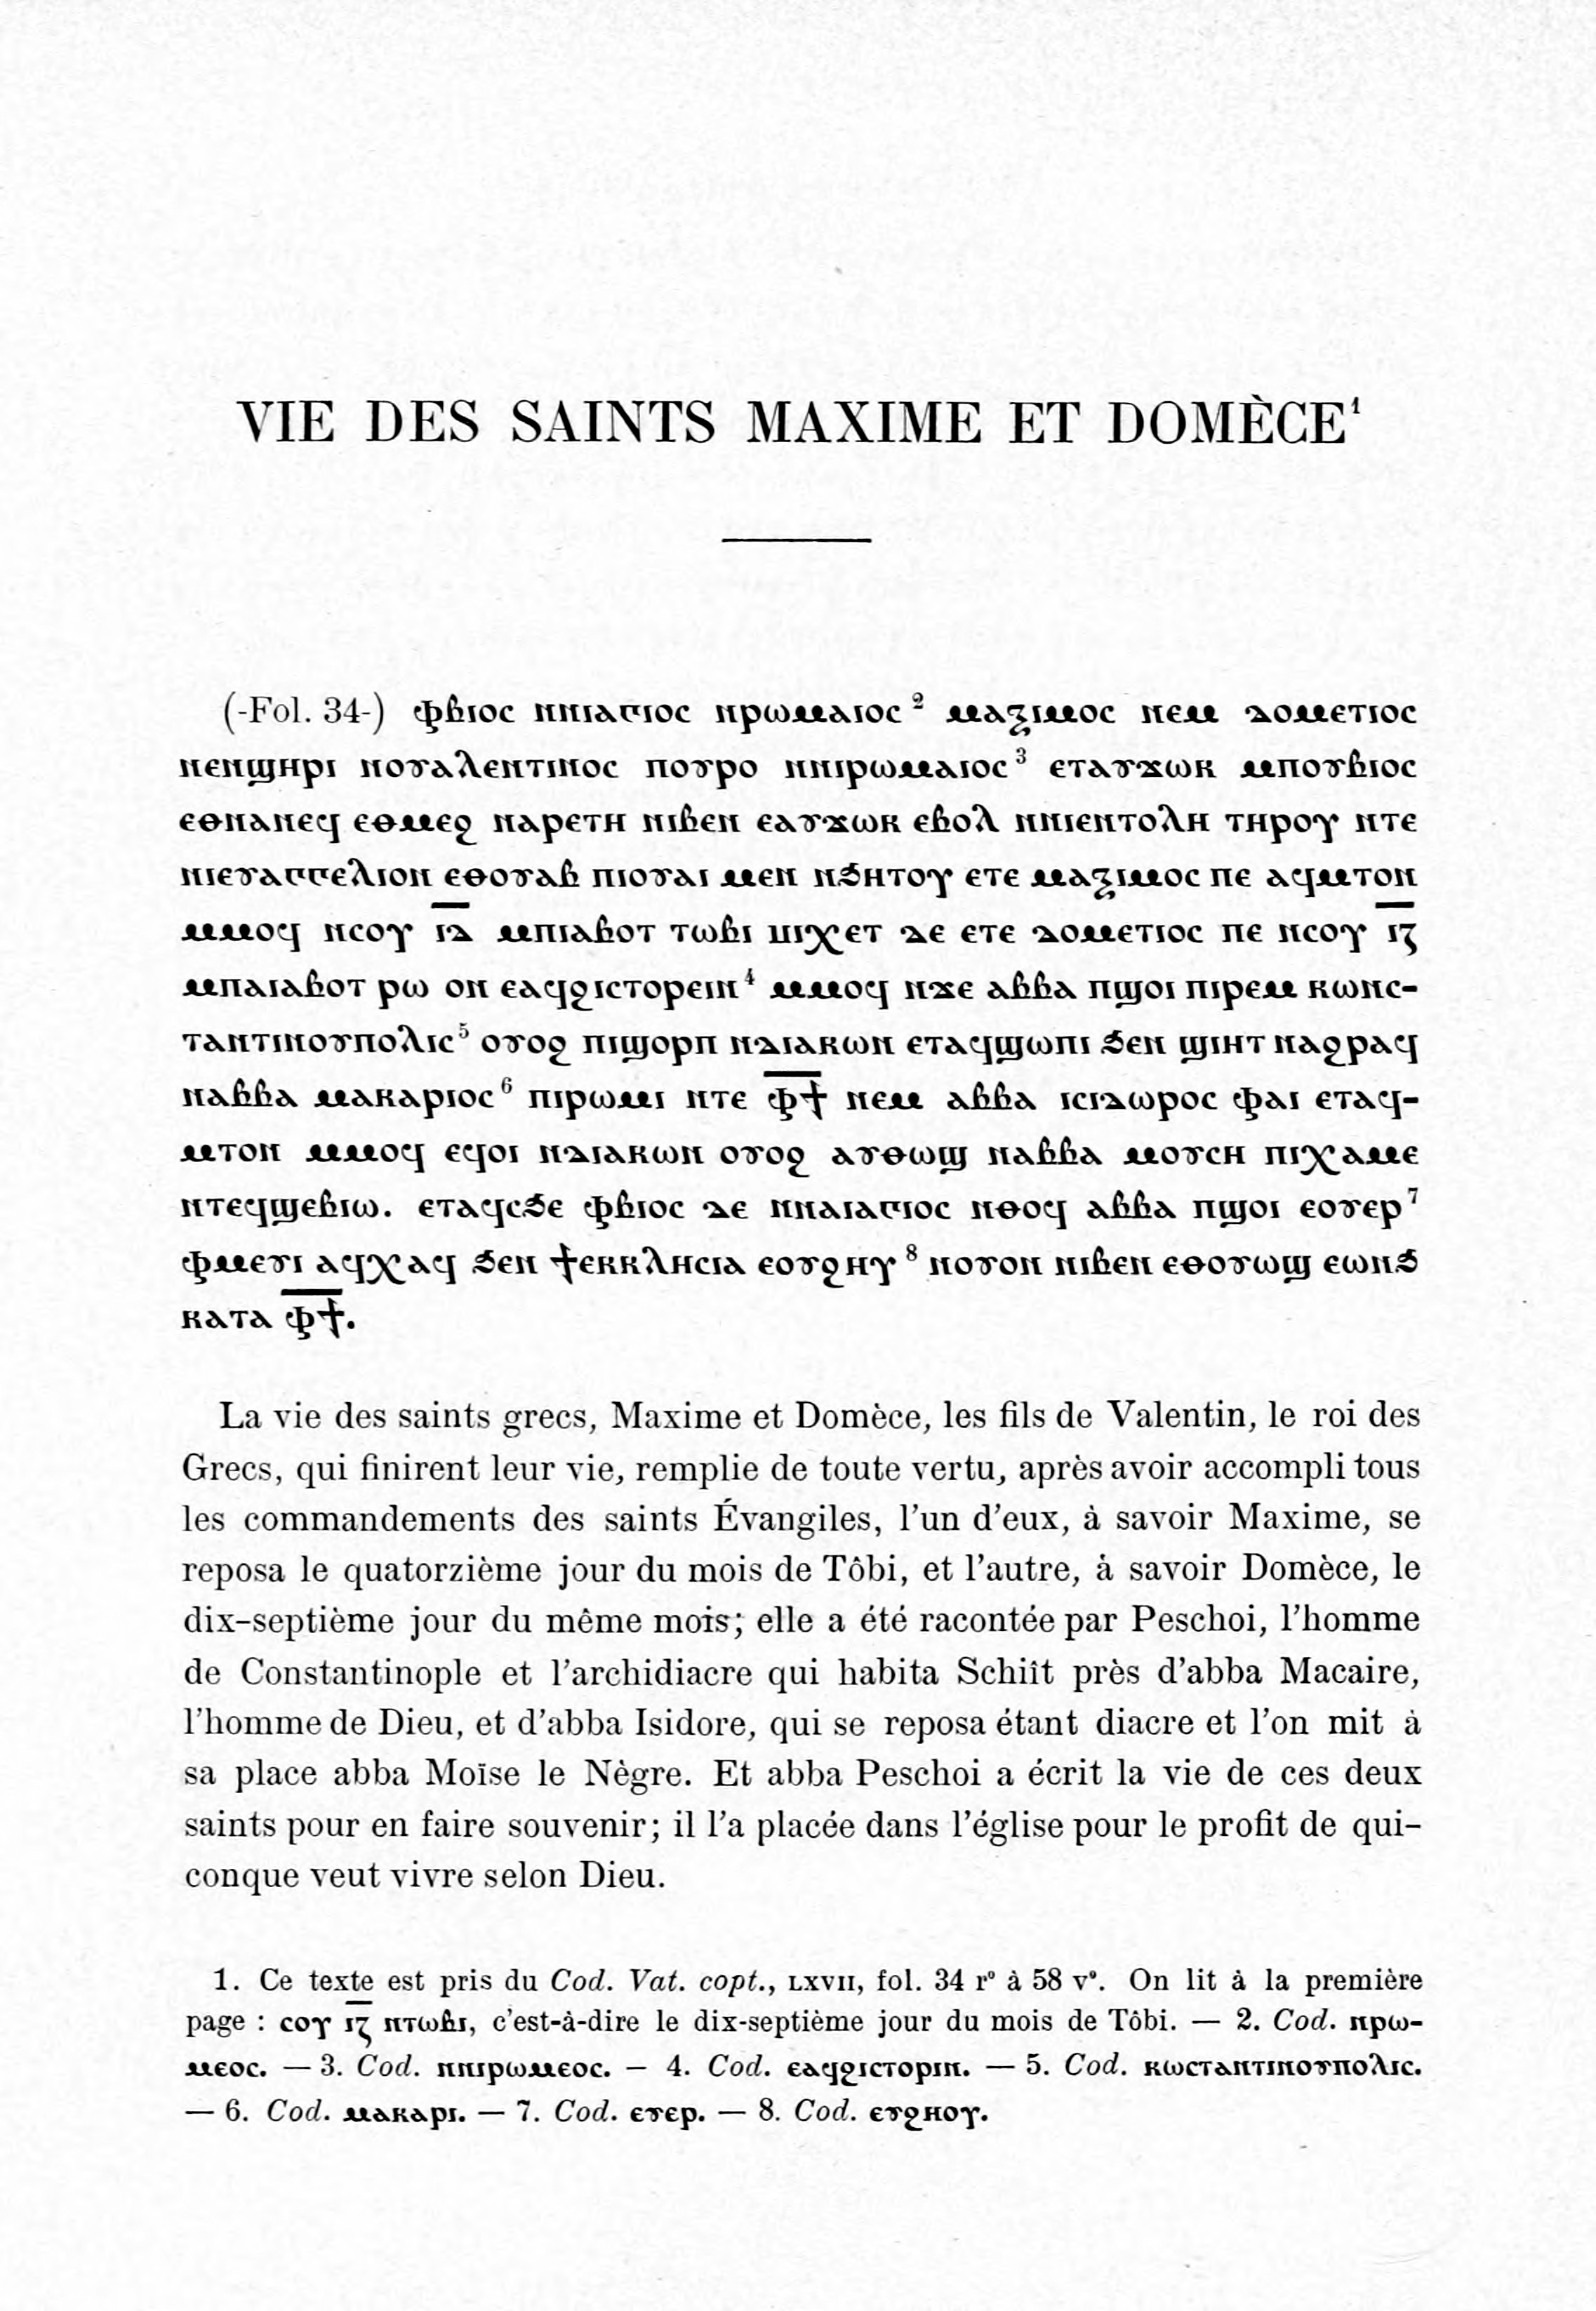 VIE DES SAINTS MAXIME ET DOMÈCE¹
(-Fol. 34-) ⲫⲃⲓⲟⲥ ⲛⲛⲓⲁⲅⲓⲟⲥ ⲛⲣⲱⲙⲁⲓⲟⲥ² ⲙⲁⲝⲓⲙⲟⲥ ⲛⲉⲙ ⲇⲟⲙⲉⲧⲓⲟⲥ
ⲛⲉⲛϣⲏⲣⲓ ⲛⲟⲩⲁⲗⲉⲛⲧⲓⲛⲟⲥ ⲡⲟⲩⲣⲟ ⲛⲛⲓⲣⲱⲙⲁⲓⲟⲥ³ ⲉⲧⲁⲩϫⲱⲕ ⲙⲡⲟⲩⲃⲓⲟⲥ
ⲉⲑⲛⲁⲛⲉϥ ⲉⲑⲙⲉϩ ⲛⲁⲣⲉⲧⲏ ⲛⲓⲃⲉⲛ ⲉⲁⲩϫⲱⲕ ⲉⲃⲟⲗ ⲛⲛⲓⲉⲛⲧⲟⲗⲏ ⲧⲏⲣⲟⲩ ⲛⲧⲉ
ⲛⲓⲉⲩⲁⲅⲅⲉⲗⲓⲟⲛ ⲉⲑⲟⲩⲁⲃ ⲡⲓⲟⲩⲁⲓ ⲙⲉⲛ ⲛϧⲏⲧⲟⲩ ⲉⲧⲉ ⲙⲁⲝⲓⲙⲟⲥ ⲡⲉ ⲁϥⲙⲧⲟⲛ
ⲙⲙⲟϥ ⲛⲥⲟⲩ ⲓ̅ⲇ̅ ⲙⲡⲓⲁⲃⲟⲧ ⲧⲱⲃⲓ ⲡⲓⲭⲉⲧ ⲇⲉ ⲉⲧⲉ ⲇⲟⲙⲉⲧⲓⲟⲥ ⲡⲉ ⲛⲥⲟⲩ ⲓ̅ⲍ̅
ⲙⲡⲁⲓⲁⲃⲟⲧ ⲣⲱ ⲟⲛ ⲉⲁϥϩⲓⲥⲧⲟⲣⲉⲓⲛ⁴ ⲙⲙⲟϥ ⲛϫⲉ ⲁⲃⲃⲁ ⲡϣⲟⲓ ⲡⲓⲣⲉⲙ ⲕⲱⲛⲥ-
ⲧⲁⲛⲧⲓⲛⲟⲩⲡⲟⲗⲓⲥ⁵ ⲟⲩⲟϩ ⲡⲓϣⲟⲣⲡ ⲛⲇⲓⲁⲕⲱⲛ ⲉⲧⲁϥϣⲱⲡⲓ ϧⲉⲛ ϣⲓⲏⲧ ⲛⲁϩⲣⲁϥ
ⲛⲁⲃⲃⲁ ⲙⲁⲕⲁⲣⲓⲟⲥ⁶ ⲡⲓⲣⲱⲙⲓ ⲛⲧⲉ ⲫ̅ϯ̅ ⲛⲉⲙ ⲁⲃⲃⲁ ⲓⲥⲓⲇⲱⲣⲟⲥ ⲫⲁⲓ ⲉⲧⲁϥ-
ⲙⲧⲟⲛ ⲙⲙⲟϥ ⲉϥⲟⲓ ⲛⲇⲓⲁⲕⲱⲛ ⲟⲩⲟϩ ⲁⲩⲑⲱϣ ⲛⲁⲃⲃⲁ ⲙⲟⲩⲥⲏ ⲡⲓⲭⲁⲙⲉ
ⲛⲧⲉϥϣⲉⲃⲓⲱ. ⲉⲧⲁϥⲥϧⲉ ⲫⲃⲓⲟⲥ ⲇⲉ ⲛⲛⲁⲓⲁⲅⲓⲟⲥ ⲛⲑⲟϥ ⲁⲃⲃⲁ ⲡϣⲟⲓ ⲉⲟⲩⲉⲣ⁷
ⲫⲙⲉⲩⲓ ⲁϥⲭⲁϥ ϧⲉⲛ ϯⲉⲕⲕⲗⲏⲥⲓⲁ ⲉⲟⲩϩⲏⲩ⁸ ⲛⲟⲩⲟⲛ ⲛⲓⲃⲉⲛ ⲉⲑⲟⲩⲱϣ ⲉⲱⲛϧ
ⲕⲁⲧⲁ ⲫ̅ϯ̅.
La vie des saints grecs, Maxime et Domèce, les fils de Valentin, le roi des
Grecs, qui finirent leur vie, remplie de toute vertu, après avoir accompli tous
les commandements des saints Évangiles, l'un d'eux, à savoir Maxime, se
reposa le quatorzième jour du mois de Tôbi, et l'autre, à savoir Domèce, le
dix-septième jour du même mois; elle a été racontée par Peschoi, l'homme
de Constantinople et l'archidiacre qui habita Schiît près d'abba Macaire,
l'homme de Dieu, et d'abba Isidore, qui se reposa étant diacre et l'on mit à
sa place abba Moïse le Nègre. Et abba Peschoi a écrit la vie de ces deux
saints pour en faire souvenir; il l'a placée dans l'église pour le profit de qui-
conque veut vivre selon Dieu.
1. Ce texte est pris du Cod. Vat. copt., LXVII, fol. 34 rº à 58 vº. On lit à la première
page : ⲥⲟⲩ ⲓ̅ⲍ̅ ⲛⲧⲱⲃⲓ, c'est-à-dire le dix-septième jour du mois de Tôbi. — 2. Cod. ⲛⲣⲱ-
ⲙⲉⲟⲥ. — 3. Cod. ⲛⲛⲓⲣⲱⲙⲉⲟⲥ. — 4. Cod. ⲉⲁϥϩⲓⲥⲧⲟⲣⲓⲛ. — 5. Cod. ⲕⲱⲥⲧⲁⲛⲧⲓⲛⲟⲩⲡⲟⲗⲓⲥ.
— 6. Cod. ⲙⲁⲕⲁⲣⲓ. — 7. Cod. ⲉⲩⲉⲣ. — 8. Cod. ⲉⲩϩⲏⲟⲩ.